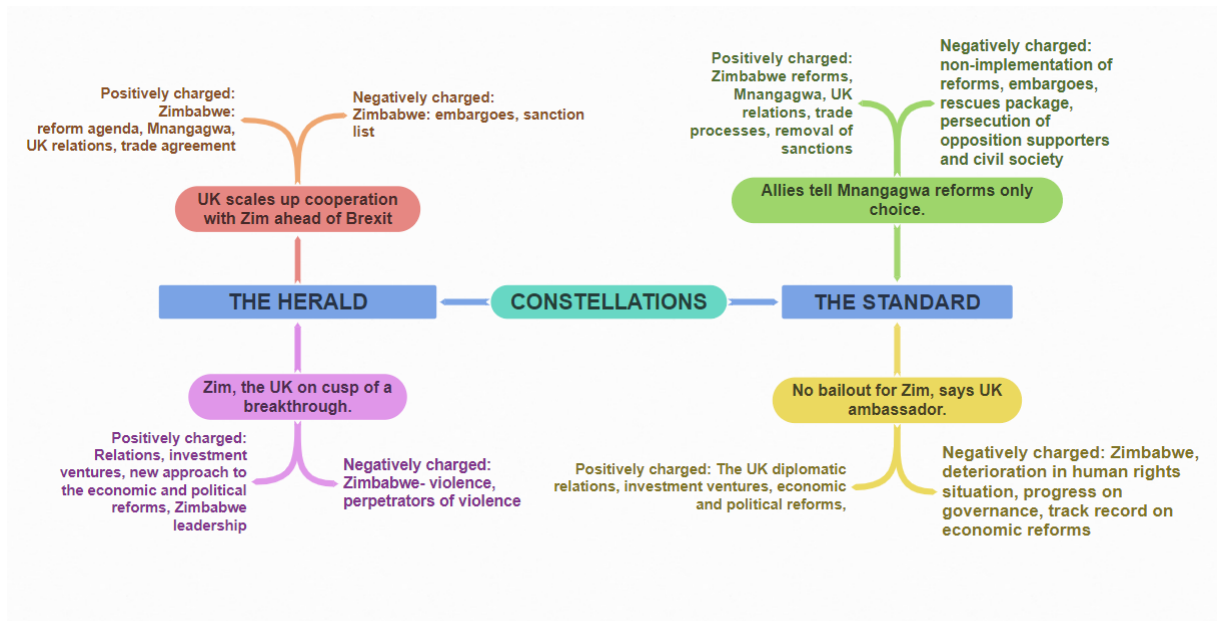 Positively charged:
Zimbabwe:
reform agenda, Mnangagwa,
UK relations, trade agreement
Negatively charged:
Zimbabwe: embargoes, sanction
list
UK scales up cooperation
with Zim ahead of Brexit
Positively charged:
Zimbabwe reforms,
Mnangagwa, UK
relations, trade
processes, removal of
sanctions
Negatively charged:
non-implementation of
reforms, embargoes,
rescues package,
persecution of
opposition supporters
and civil society
Allies tell Mnangagwa reforms only
choice.
THE HERALD
CONSTELLATIONS
THE STANDARD
Zim, the UK on cusp of a
breakthrough.
Positively charged:
Relations, investment
ventures, new approach to
the economic and political
reforms, Zimbabwe
leadership
Negatively charged:
Zimbabwe- violence,
perpetrators of violence
No bailout for Zim, says UK
ambassador.
Positively charged: The UK diplomatic
relations, investment ventures, economic
and political reforms,
Negatively charged: Zimbabwe,
deterioration in human rights
situation, progress on
governance, track record on
economic reforms